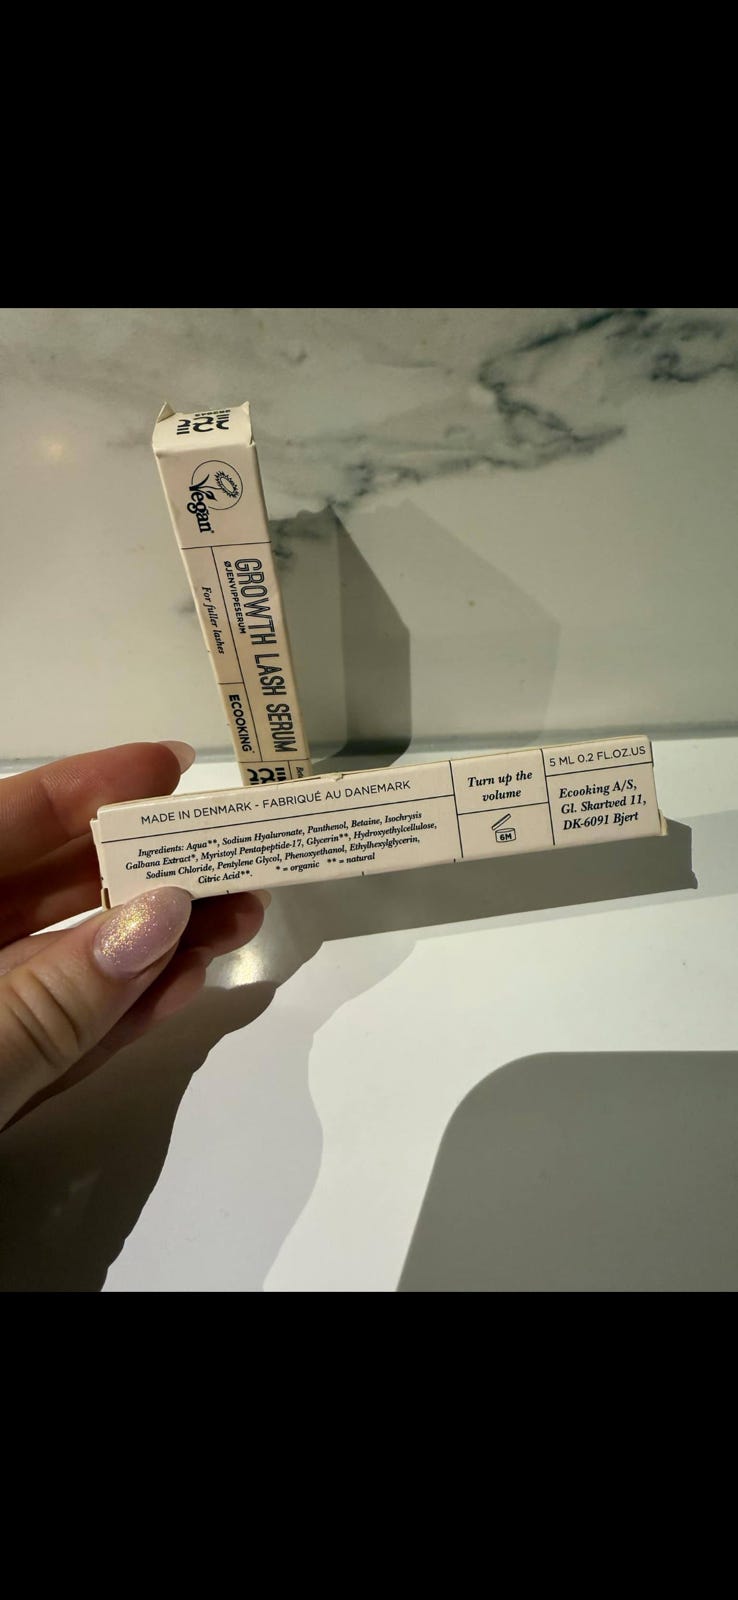 Vegan
GROWTH LASH SERUM
ØJENVIPPESERUM
For fuller lashes
ECOOKING
MADE IN DENMARK - FABRIQUÉ AU DANEMARK
Ingredients: Aqua**, Sodium Hyaluronate, Panthenol, Betaine, Isochrysis
Galbana Extract*, Myristoyl Pentapeptide-17, Glycerin**, Hydroxyethylcellulose,
Sodium Chloride, Pentylene Glycol, Phenoxyethanol, Ethylhexylglycerin,
Citric Acid**. * = organic ** = natural
Turn up the
volume
6M
5 ML 0.2 FL.OZ.US
Ecooking A/S,
Gl. Skartved 11,
DK-6091 Bjert